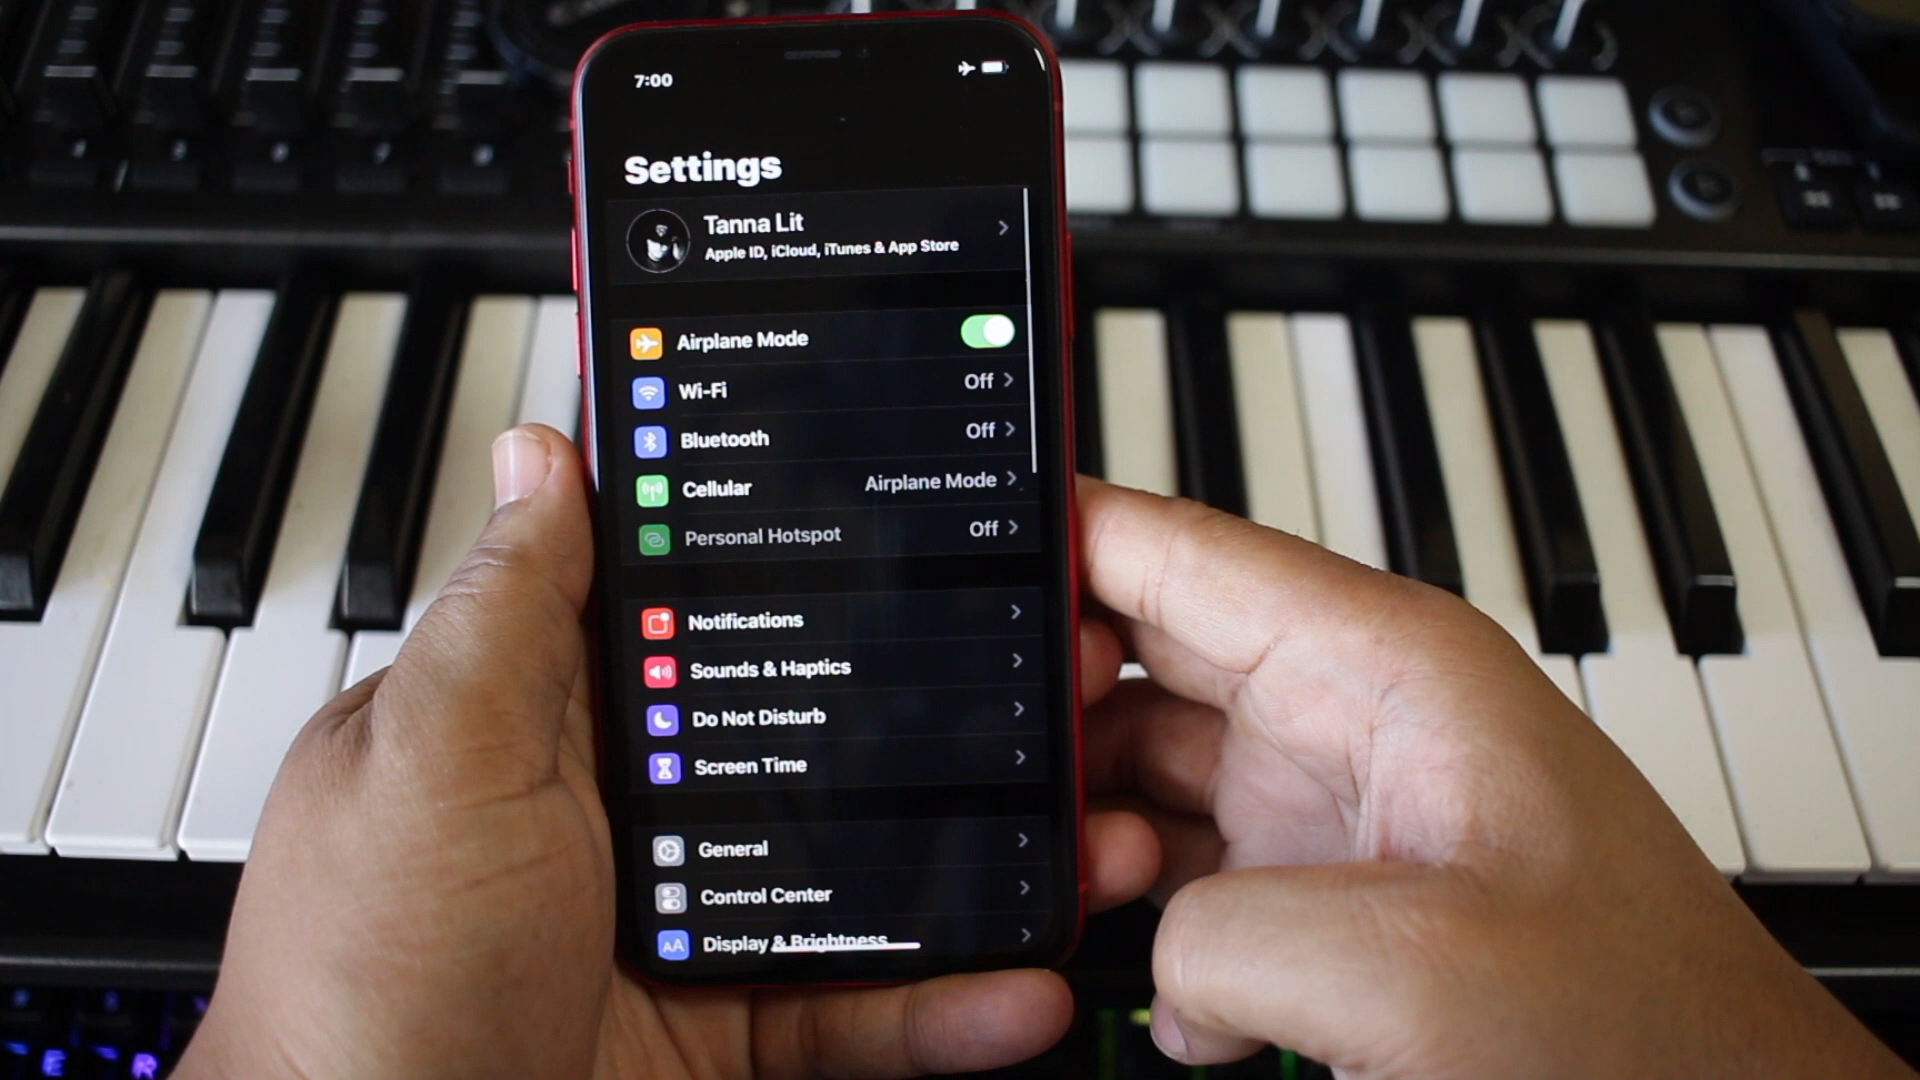 7:00
Settings
Tanna Lit
Apple ID, iCloud, iTunes & App Store
Airplane Mode
Wi-Fi Off
Bluetooth Off
Cellular Airplane Mode
Personal Hotspot Off
Notifications
Sounds & Haptics
Do Not Disturb
Screen Time
General
Control Center
AA Display & Brightness
E R